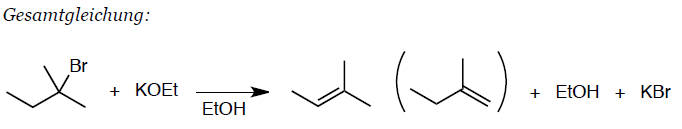 Gesamtgleichung:
Br
+ KOEt
EtOH
+ EtOH + KBr